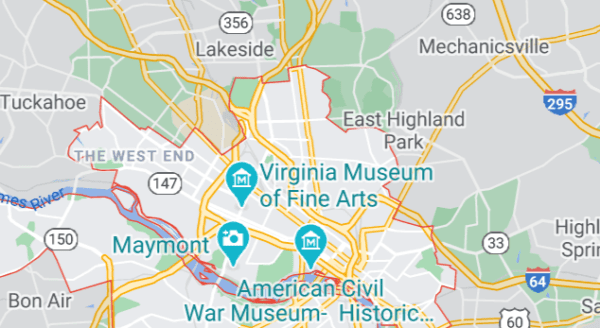 356
638
Lakeside
Mechanicsville
Tuckahoe
295
East Highland
Park
THE WEST END
Virginia Museum
of Fine Arts
147
mes River
150
Maymont
33
Highl
Sprin
64
American Civil
War Museum- Historic...
Bon Air
Sa
60